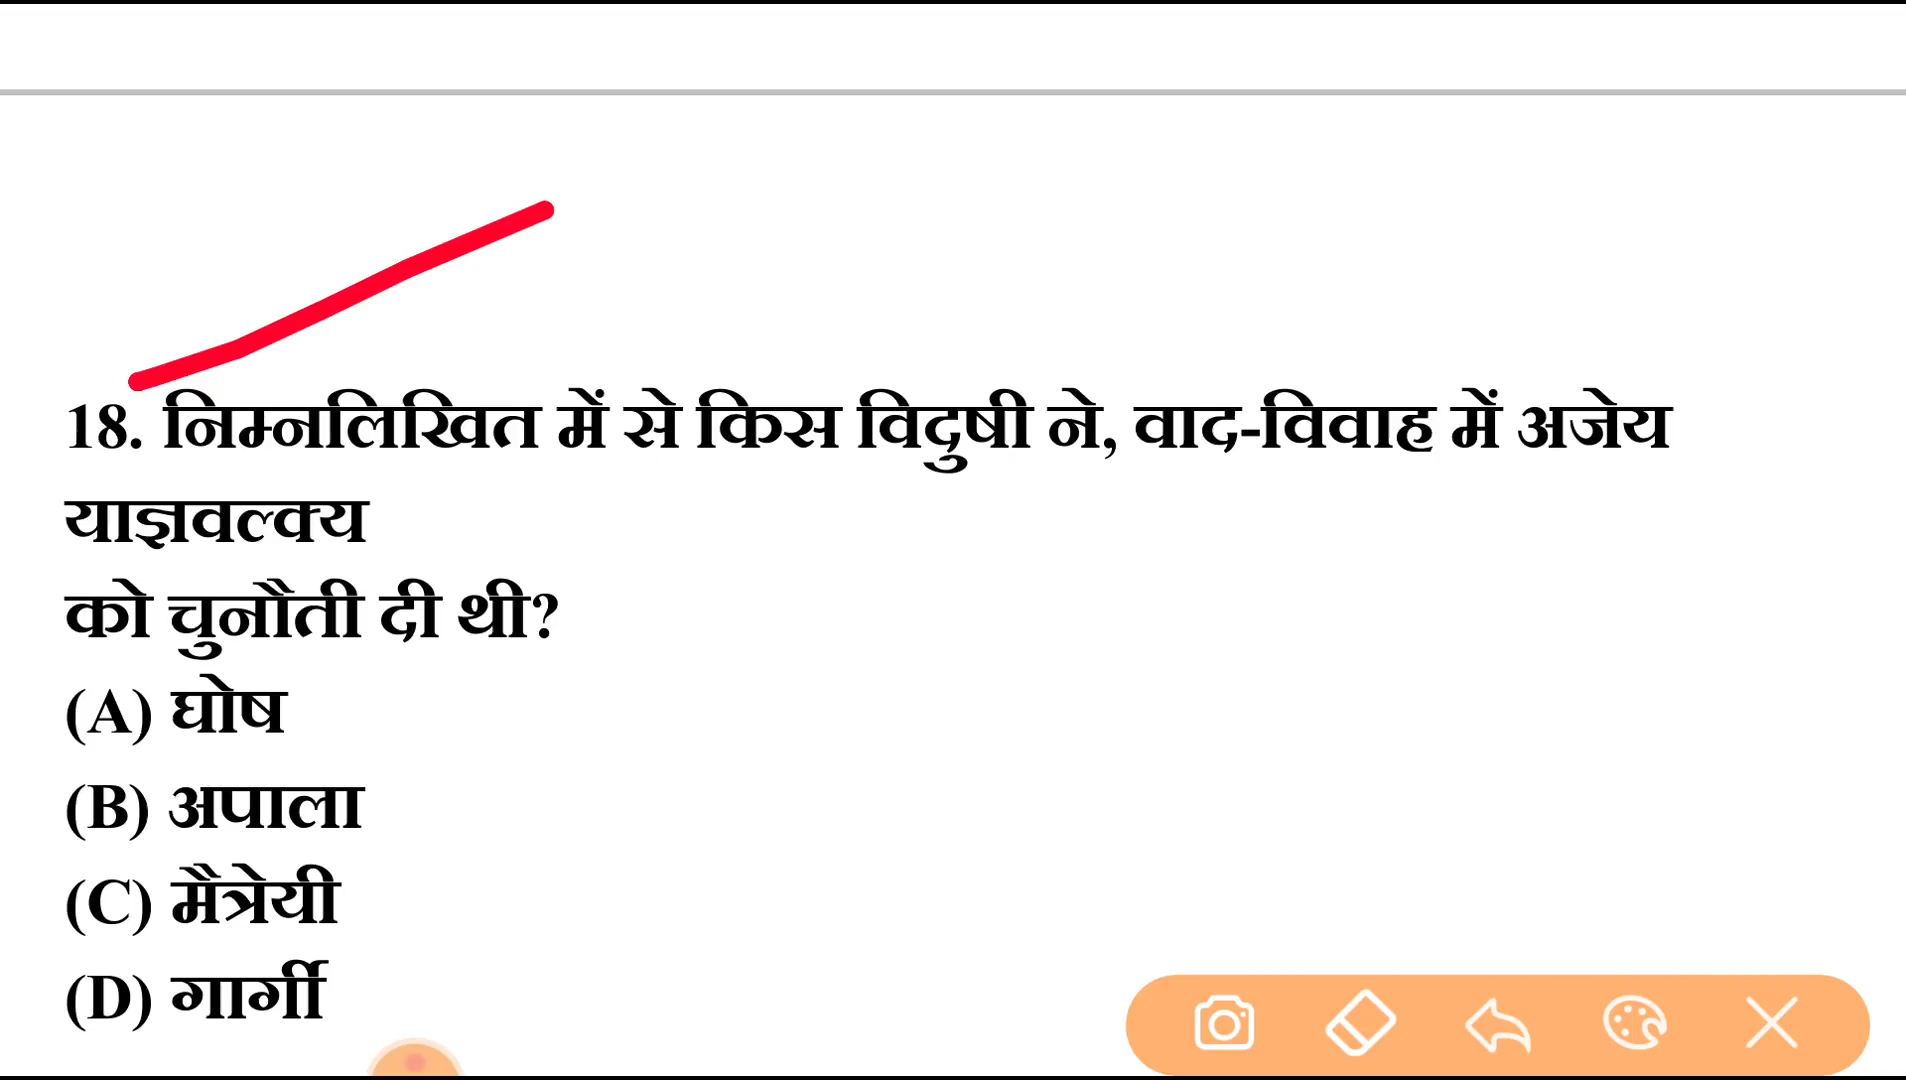 18. निम्नलिखित में से किस विदुषी ने, वाद-विवाह में अजेय
याज्ञवल्क्य
को चुनौती दी थी?
(A) घोष
(B) अपाला
(C) मैत्रेयी
(D) गार्गी